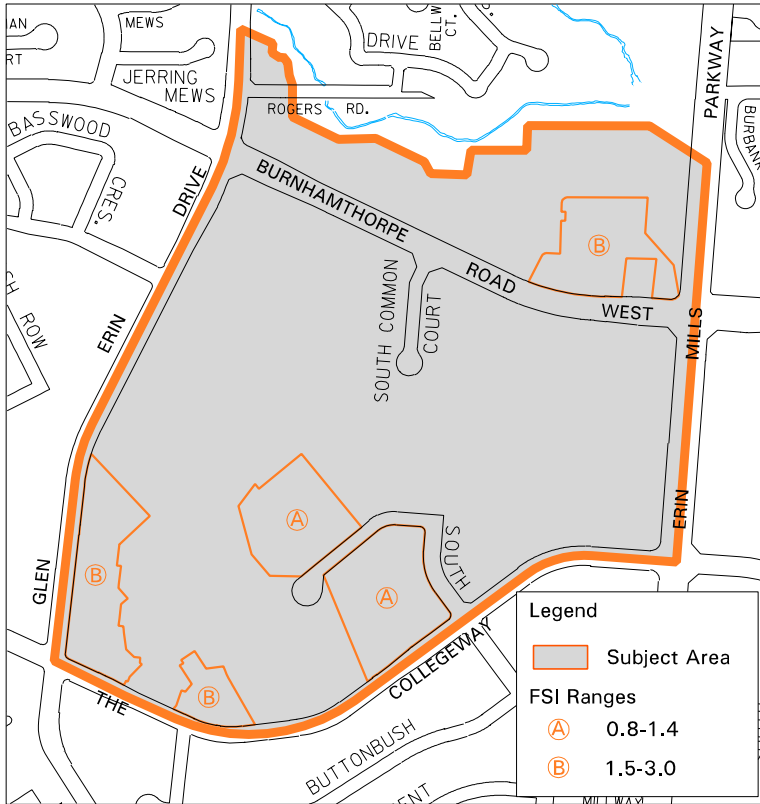 MEWS
JERRING
MEWS
DRIVE
BELLW
CT.
ROGERS RD.
PARKWAY
BURBANK
BASSWOOD
CRES.
DRIVE
ERIN
GLEN
ROW
BURNHAMTHORPE
ROAD
WEST
SOUTH COMMON
COURT
B
MILLS
ERIN
A
SOUTH
A
B
B
THE
COLLEGEWAY
BUTTONBUSH
Legend
Subject Area
FSI Ranges
A 0.8-1.4
B 1.5-3.0